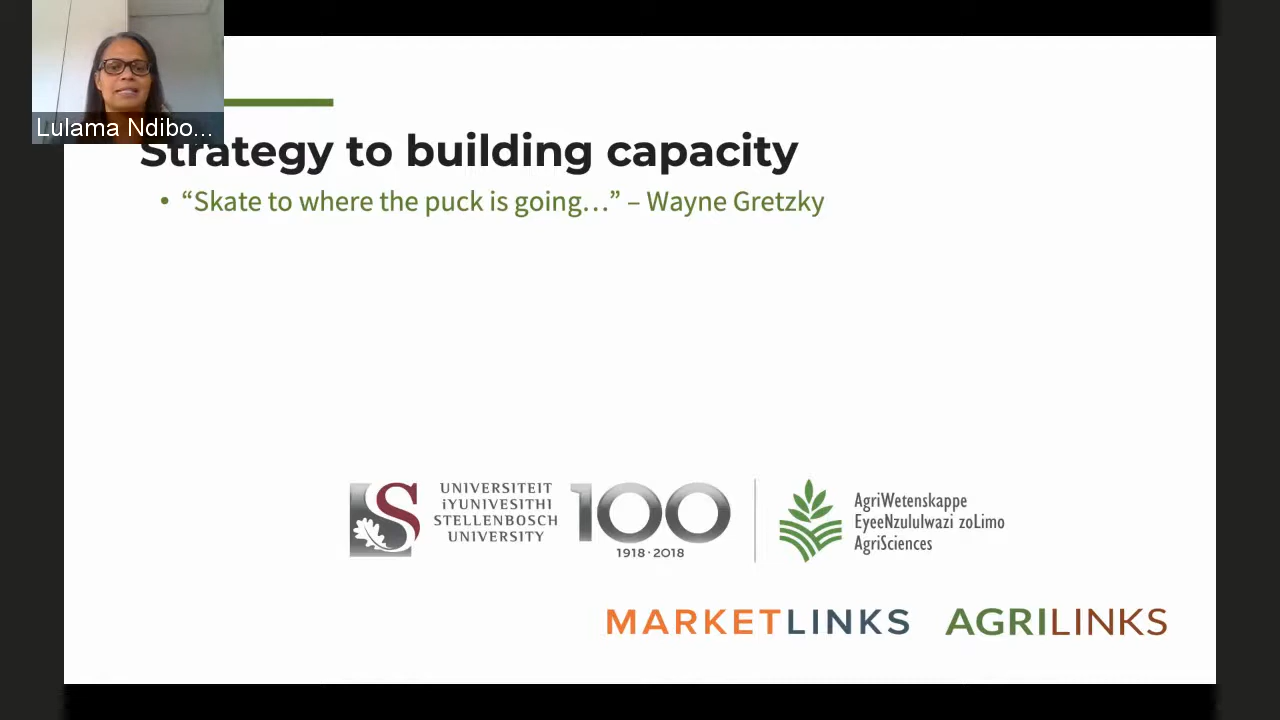 Lulama Ndibo...
Strategy to building capacity
• “Skate to where the puck is going…” – Wayne Gretzky
UNIVERSITEIT
iYUNIVESITHI
STELLENBOSCH
UNIVERSITY
100
1918·2018
AgriWetenskappe
EyeeNzululwazi zoLimo
AgriSciences
MARKETLINKS AGRILINKS